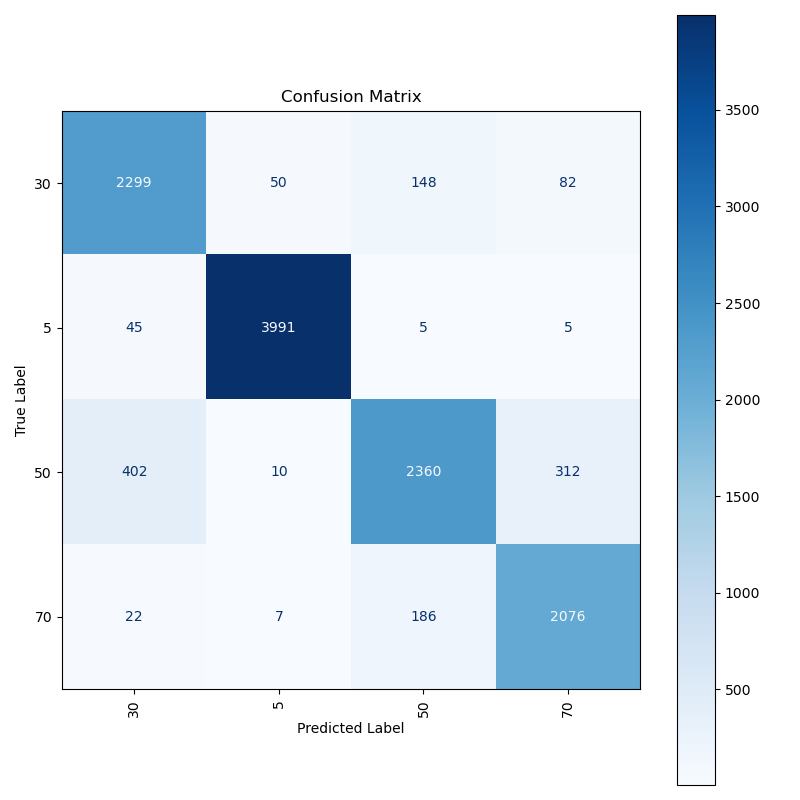 Confusion Matrix
True Label
30 2299 50 148 82
5 45 3991 5 5
50 402 10 2360 312
70 22 7 186 2076
30 5 50 70
Predicted Label
3500
3000
2500
2000
1500
1000
500